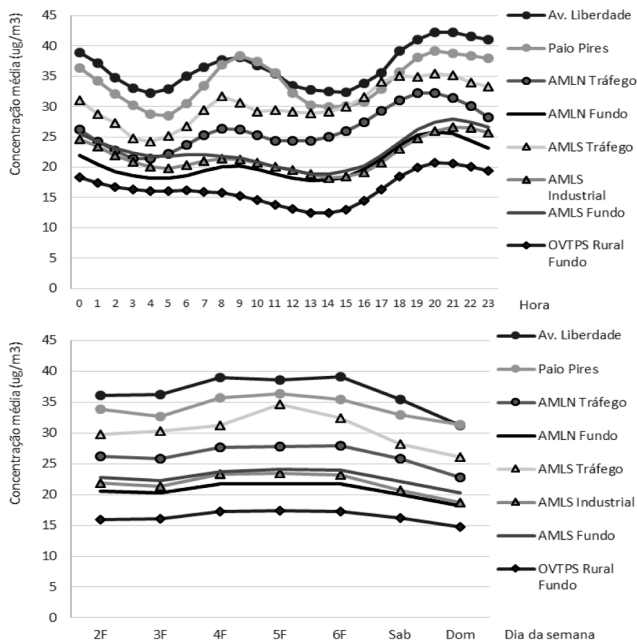 Concentração média (ug/m3)
45
40
35
30
25
20
15
10
5
0
0 1 2 3 4 5 6 7 8 9 10 11 12 13 14 15 16 17 18 19 20 21 22 23 Hora
Av. Liberdade
Paio Pires
AMLN Tráfego
AMLN Fundo
AMLS Tráfego
AMLS
Industrial
AMLS Fundo
OVTPS Rural
Fundo
Concentração média (ug/m3)
45
40
35
30
25
20
15
10
5
0
2F 3F 4F 5F 6F Sab Dom Dia da semana
Av. Liberdade
Paio Pires
AMLN Tráfego
AMLN Fundo
AMLS Tráfego
AMLS Industrial
AMLS Fundo
OVTPS Rural
Fundo